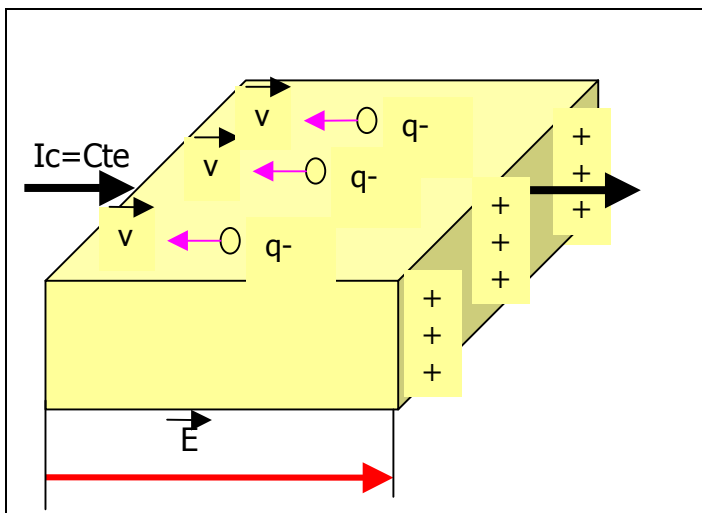 v
q-
Ic=Cte
v
q-
v
q-
+
+
+
+
+
+
+
+
+
E